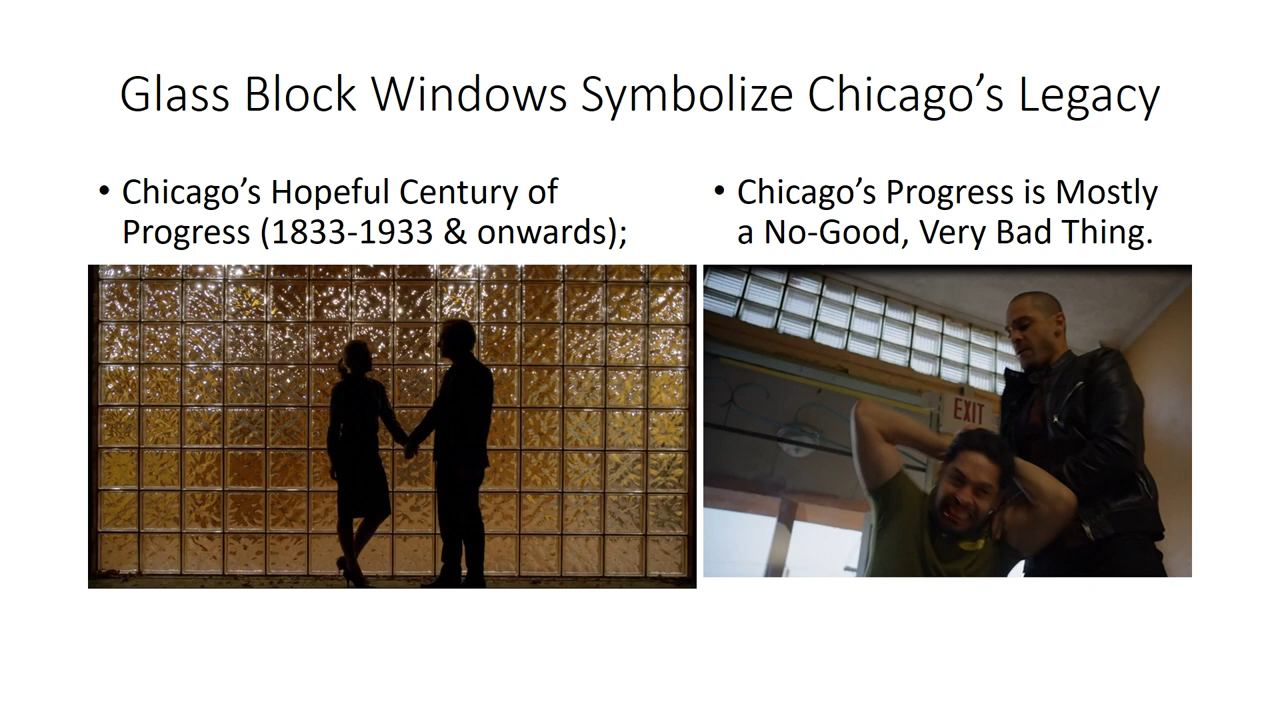 Glass Block Windows Symbolize Chicago’s Legacy
• Chicago’s Hopeful Century of
Progress (1833-1933 & onwards);
• Chicago’s Progress is Mostly
a No-Good, Very Bad Thing.
EXIT